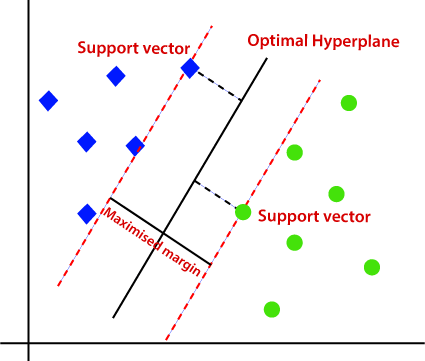 Support vector
Optimal Hyperplane
Support vector
Maximised margin